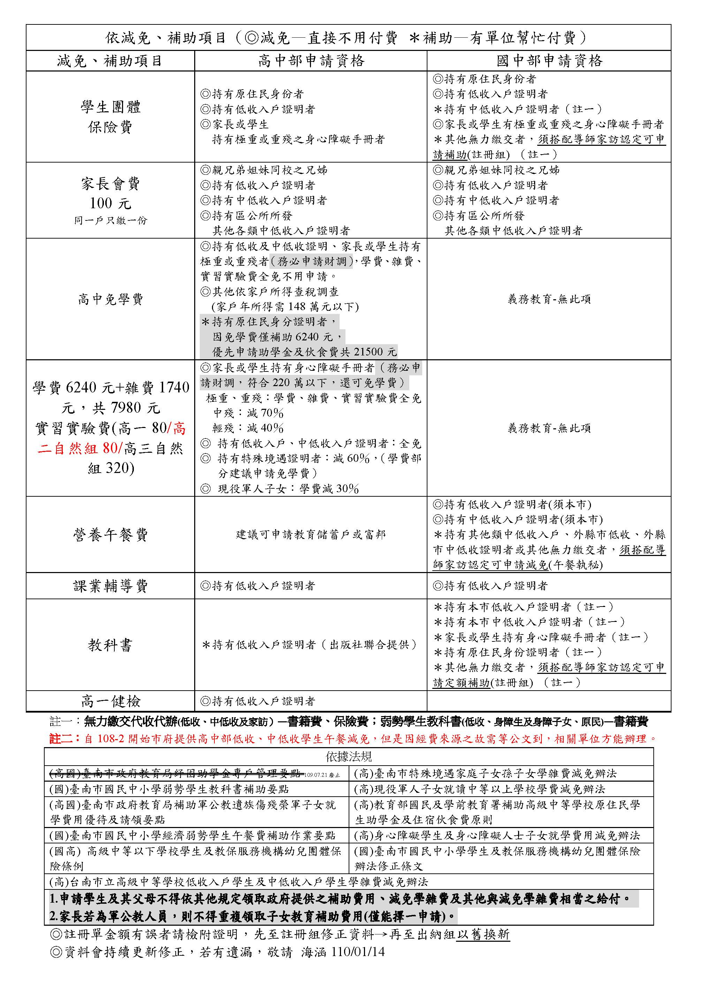 依減免、補助項目（◎減免─直接不用付費 ＊補助─有單位幫忙付費）
減免、補助項目
高中部申請資格
國中部申請資格
學生團體
保險費
◎持有原住民身份者
◎持有低收入戶證明者
◎家長或學生
持有極重或重殘之身心障礙手冊者
◎持有原住民身份者
◎持有低收入戶證明者
＊持有中低收入戶證明者（註一）
◎家長或學生有極重或重殘之身心障礙手冊者
＊其他無力繳交者，須搭配導師家訪認定可申
請補助(註冊組) （註一）
家長會費
100 元
同一戶只繳一份
◎親兄弟姐妹同校之兄姊
◎持有低收入戶證明者
◎持有中低收入戶證明者
◎持有區公所所發
其他各類中低收入戶證明者
◎親兄弟姐妹同校之兄姊
◎持有低收入戶證明者
◎持有中低收入戶證明者
◎持有區公所所發
其他各類中低收入戶證明者
高中免學費
◎持有低收及中低收證明、家長或學生持有
極重或重殘者(務必申請財調)，學費、雜費、
實習實驗費全免不用申請。
◎其他依家戶所得查稅調查
(家戶年所得需 148 萬元以下)
＊持有原住民身分證明者，
因免學費僅補助 6240 元，
優先申請助學金及伙食費共 21500 元
義務教育-無此項
學費 6240 元+雜費 1740
元，共 7980 元
實習實驗費(高一 80/高
二自然組 80/高三自然
組 320)
◎家長或學生持有身心障礙手冊者（務必申
請財調，符合 220 萬以下，還可免學費）
極重、重殘：學費、雜費、實習實驗費全免
中殘：減 70%
輕殘：減 40%
◎ 持有低收入戶、中低收入戶證明者：全免
◎ 持有特殊境遇證明者：減 60%，（學費部
分建議申請免學費）
◎ 現役軍人子女：學費減 30%
義務教育-無此項
營養午餐費
建議可申請教育儲蓄戶或富邦
◎持有低收入戶證明者(須本市)
◎持有中低收入戶證明者(須本市)
＊持有其他類中低收入戶、外縣市低收、外縣
市中低收證明者或其他無力繳交者，須搭配導
師家訪認定可申請減免(午餐執秘)
課業輔導費
◎持有低收入戶證明者
◎持有低收入戶證明者
教科書
＊持有低收入戶證明者（出版社聯合提供）
＊持有本市低收入戶證明者（註一）
＊持有本市中低收入戶證明者（註一）
＊家長或學生持有身心障礙手冊者（註一）
＊持有原住民身份證明者（註一）
＊其他無力繳交者，須搭配導師家訪認定可申
請定額補助(註冊組) （註一）
高一健檢
◎持有低收入戶證明者
註一：無力繳交代收代辦(低收、中低收及家訪）─書籍費、保險費；弱勢學生教科書(低收、身障生及身障子女、原民)─書籍費
註二：自 108-2 開始市府提供高中部低收、中低收學生午餐減免，但是因經費來源之故需等公文到，相關單位方能辦理。
依據法規
(高國)臺南市政府教育局紓困助學金專戶管理要點 109.07.21 廢止
(高)臺南市特殊境遇家庭子女孫子女學雜費減免辦法
(國)臺南市國民中小學弱勢學生教科書補助要點
(高)現役軍人子女就讀中等以上學校學費減免辦法
(高國)臺南市政府教育局補助軍公教遺族傷殘榮軍子女就
學費用優待及請領要點
(高)教育部國民及學前教育署補助高級中等學校原住民學
生助學金及住宿伙食費原則
(國)臺南市國民中小學經濟弱勢學生午餐費補助作業要點
(高)身心障礙學生及身心障礙人士子女就學費用減免辦法
(國高) 高級中等以下學校學生及教保服務機構幼兒團體保
險條例
(國)臺南市國民中小學學生及教保服務機構幼兒團體保險
辦法修正條文
(高)台南市立高級中等學校低收入戶學生及中低收入戶學生學雜費減免辦法
1.申請學生及其父母不得依其他規定領取政府提供之補助費用、減免學雜費及其他與減免學雜費相當之給付。
2.家長若為軍公教人員，則不得重複領取子女教育補助費用(僅能擇一申請)。
◎註冊單金額有誤者請檢附證明，先至註冊組修正資料→再至出納組以舊換新
◎資料會持續更新修正，若有遺漏，敬請 海涵 110/01/14